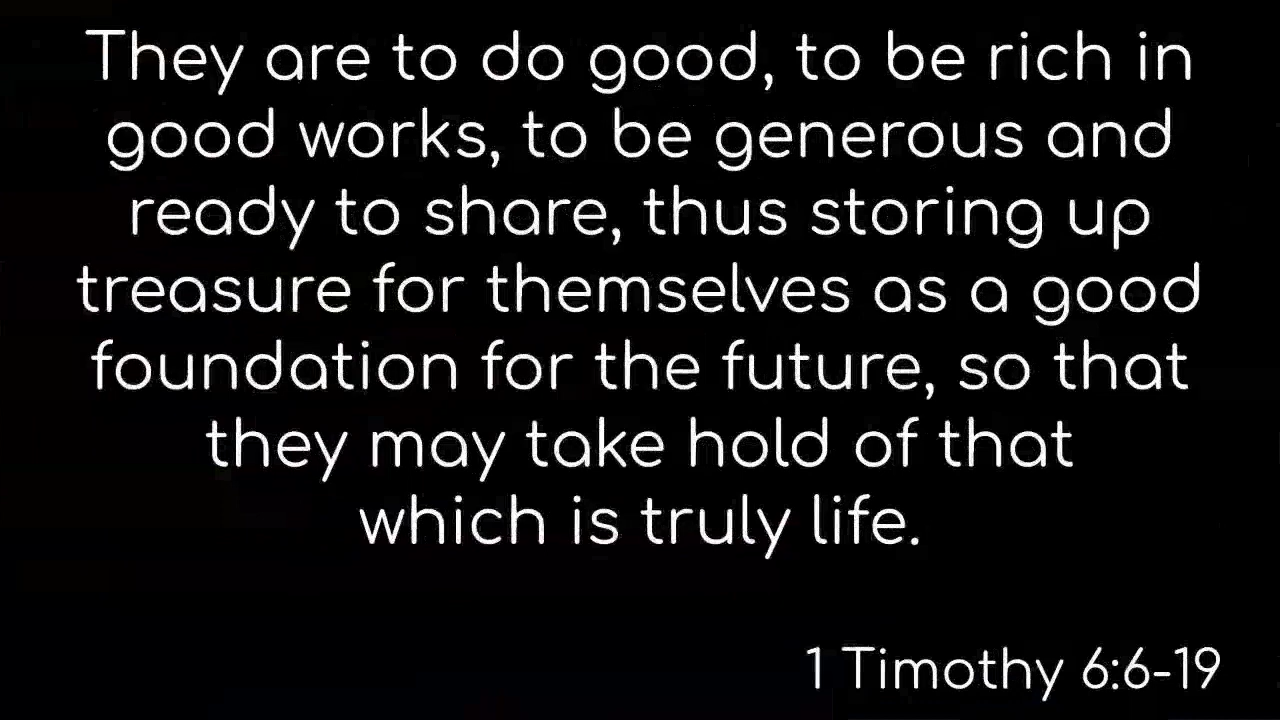 They are to do good, to be rich in
good works, to be generous and
ready to share, thus storing up
treasure for themselves as a good
foundation for the future, so that
they may take hold of that
which is truly life.
1 Timothy 6:6-19